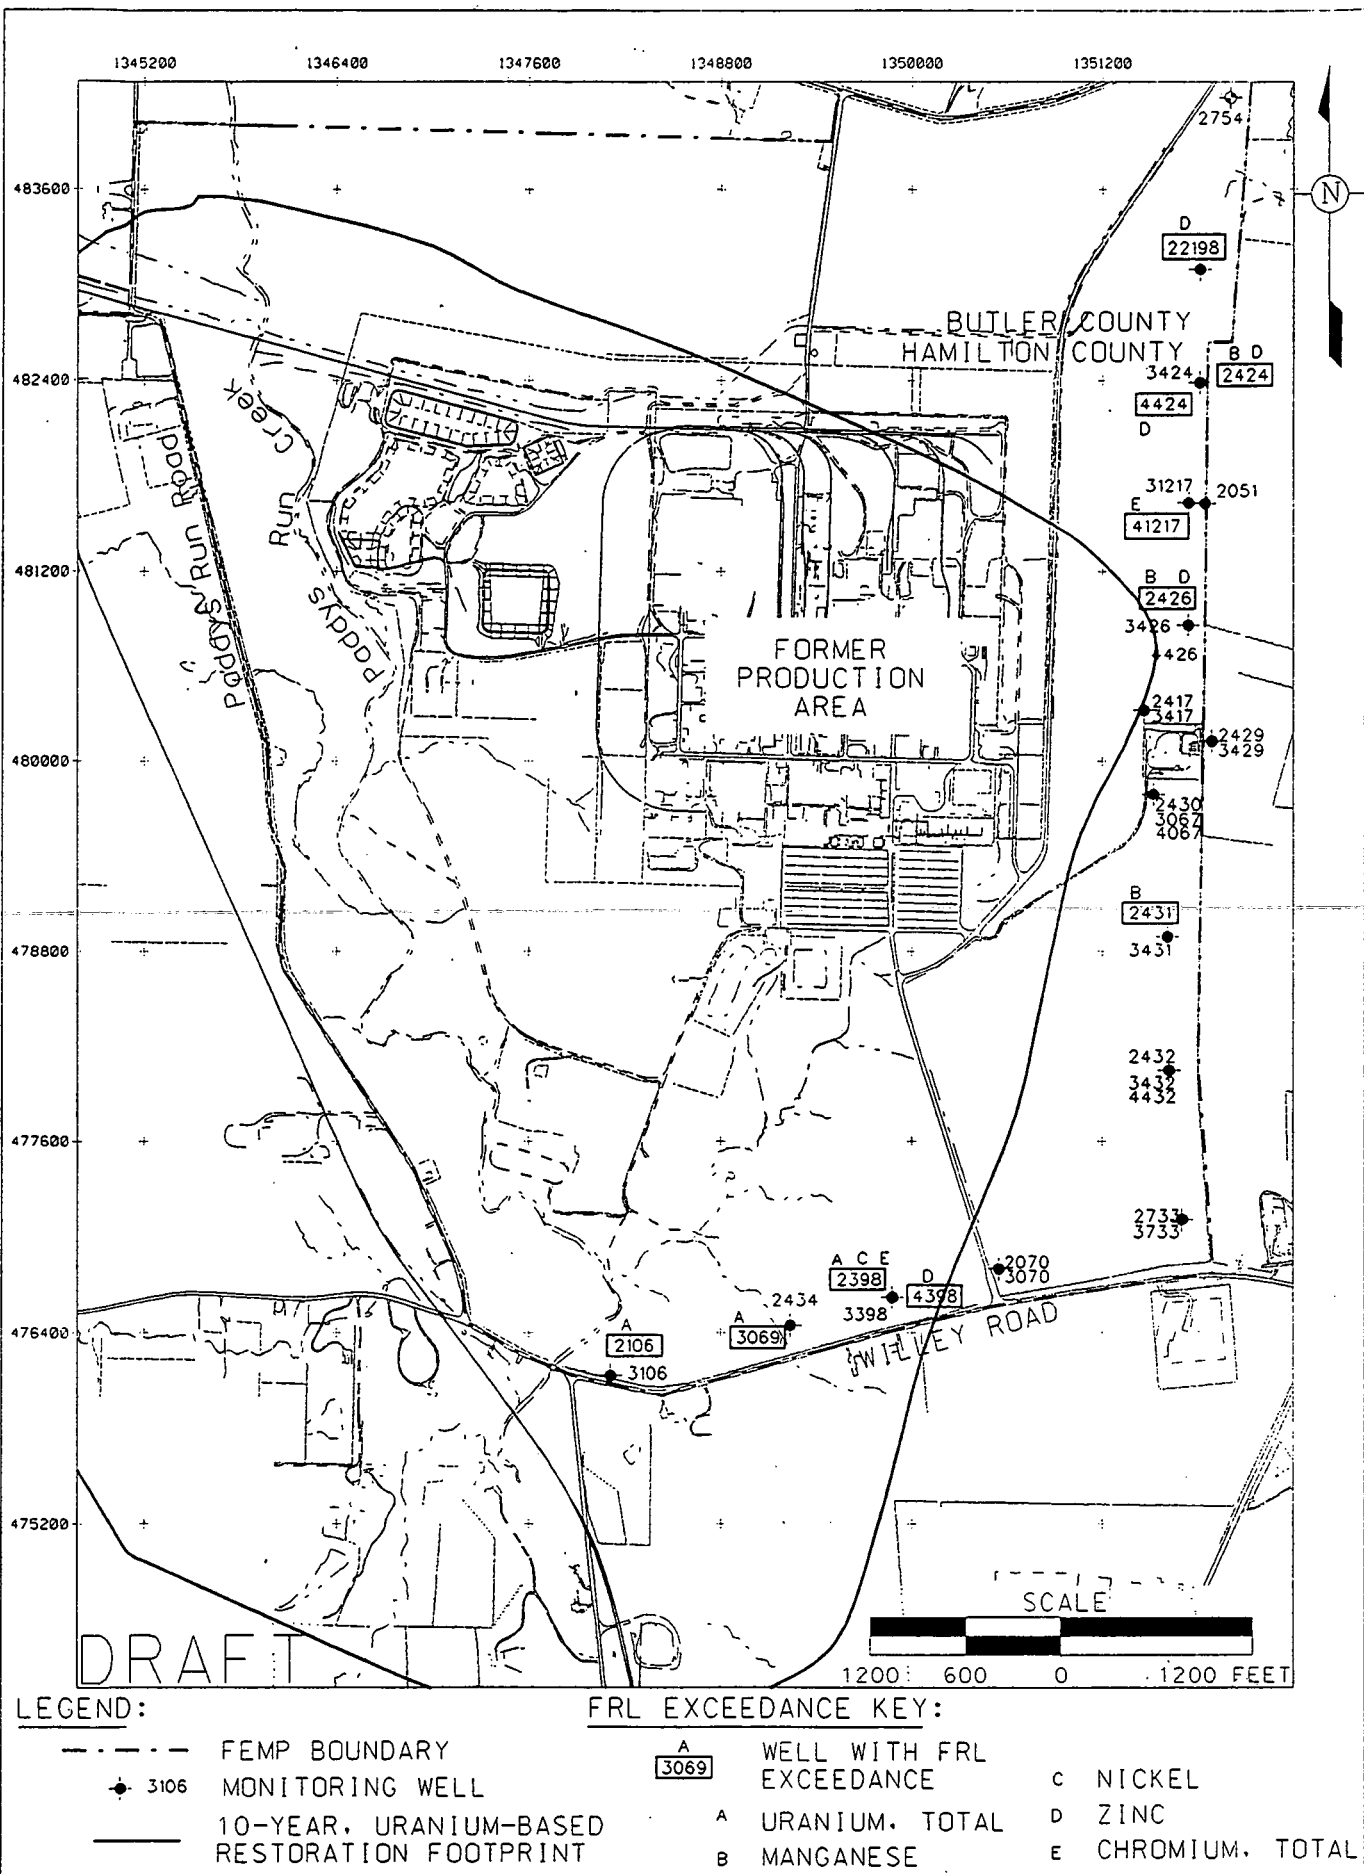 1345200 1346400 1347600 1348800 1350000 1351200
2754
483600
N
D
22198
BUTLER COUNTY
HAMILTON COUNTY
482400
3424
B D
2424
4424
D
Creek
Run
Paddys
Paddys Run Road
31217
2051
E
41217
481200
B D
2426
3426
4426
FORMER
PRODUCTION
AREA
2417
3417
2429
3429
480000
2430
3067
4067
B
2431
3431
478800
2432
3432
4432
477600
2733
3733
2070
3070
A C E
2398
D
4398
3398
2434
A
3069
WILLEY ROAD
476400
A
2106
3106
475200
SCALE
1200 600 0 1200 FEET
DRAFT
LEGEND:
FEMP BOUNDARY
3106 MONITORING WELL
10-YEAR, URANIUM-BASED
RESTORATION FOOTPRINT
FRL EXCEEDANCE KEY:
A
3069
WELL WITH FRL
EXCEEDANCE
A URANIUM, TOTAL
B MANGANESE
C NICKEL
D ZINC
E CHROMIUM, TOTAL